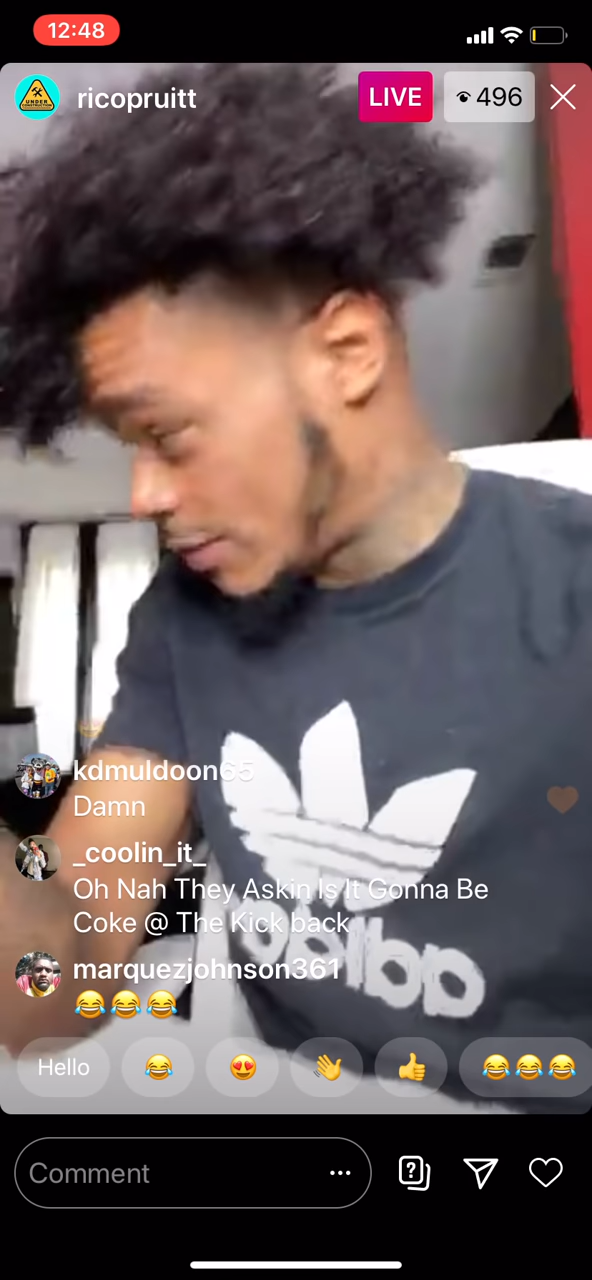 12:48
ricopruitt
LIVE
496
kdmuldoon65
Damn
_coolin_it_
Oh Nah They Askin Is It Gonna Be
Coke @ The Kick back
marquezjohnson361
😂😂😂
adidas
Hello 😂 😍 👋 👍 😂😂😂
Comment